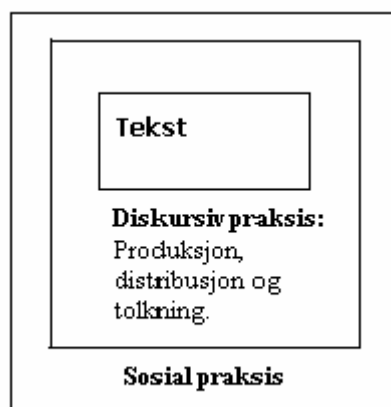 Tekst
Diskursiv praksis:
Produksjon,
distribusjon og
tolkning.
Sosial praksis